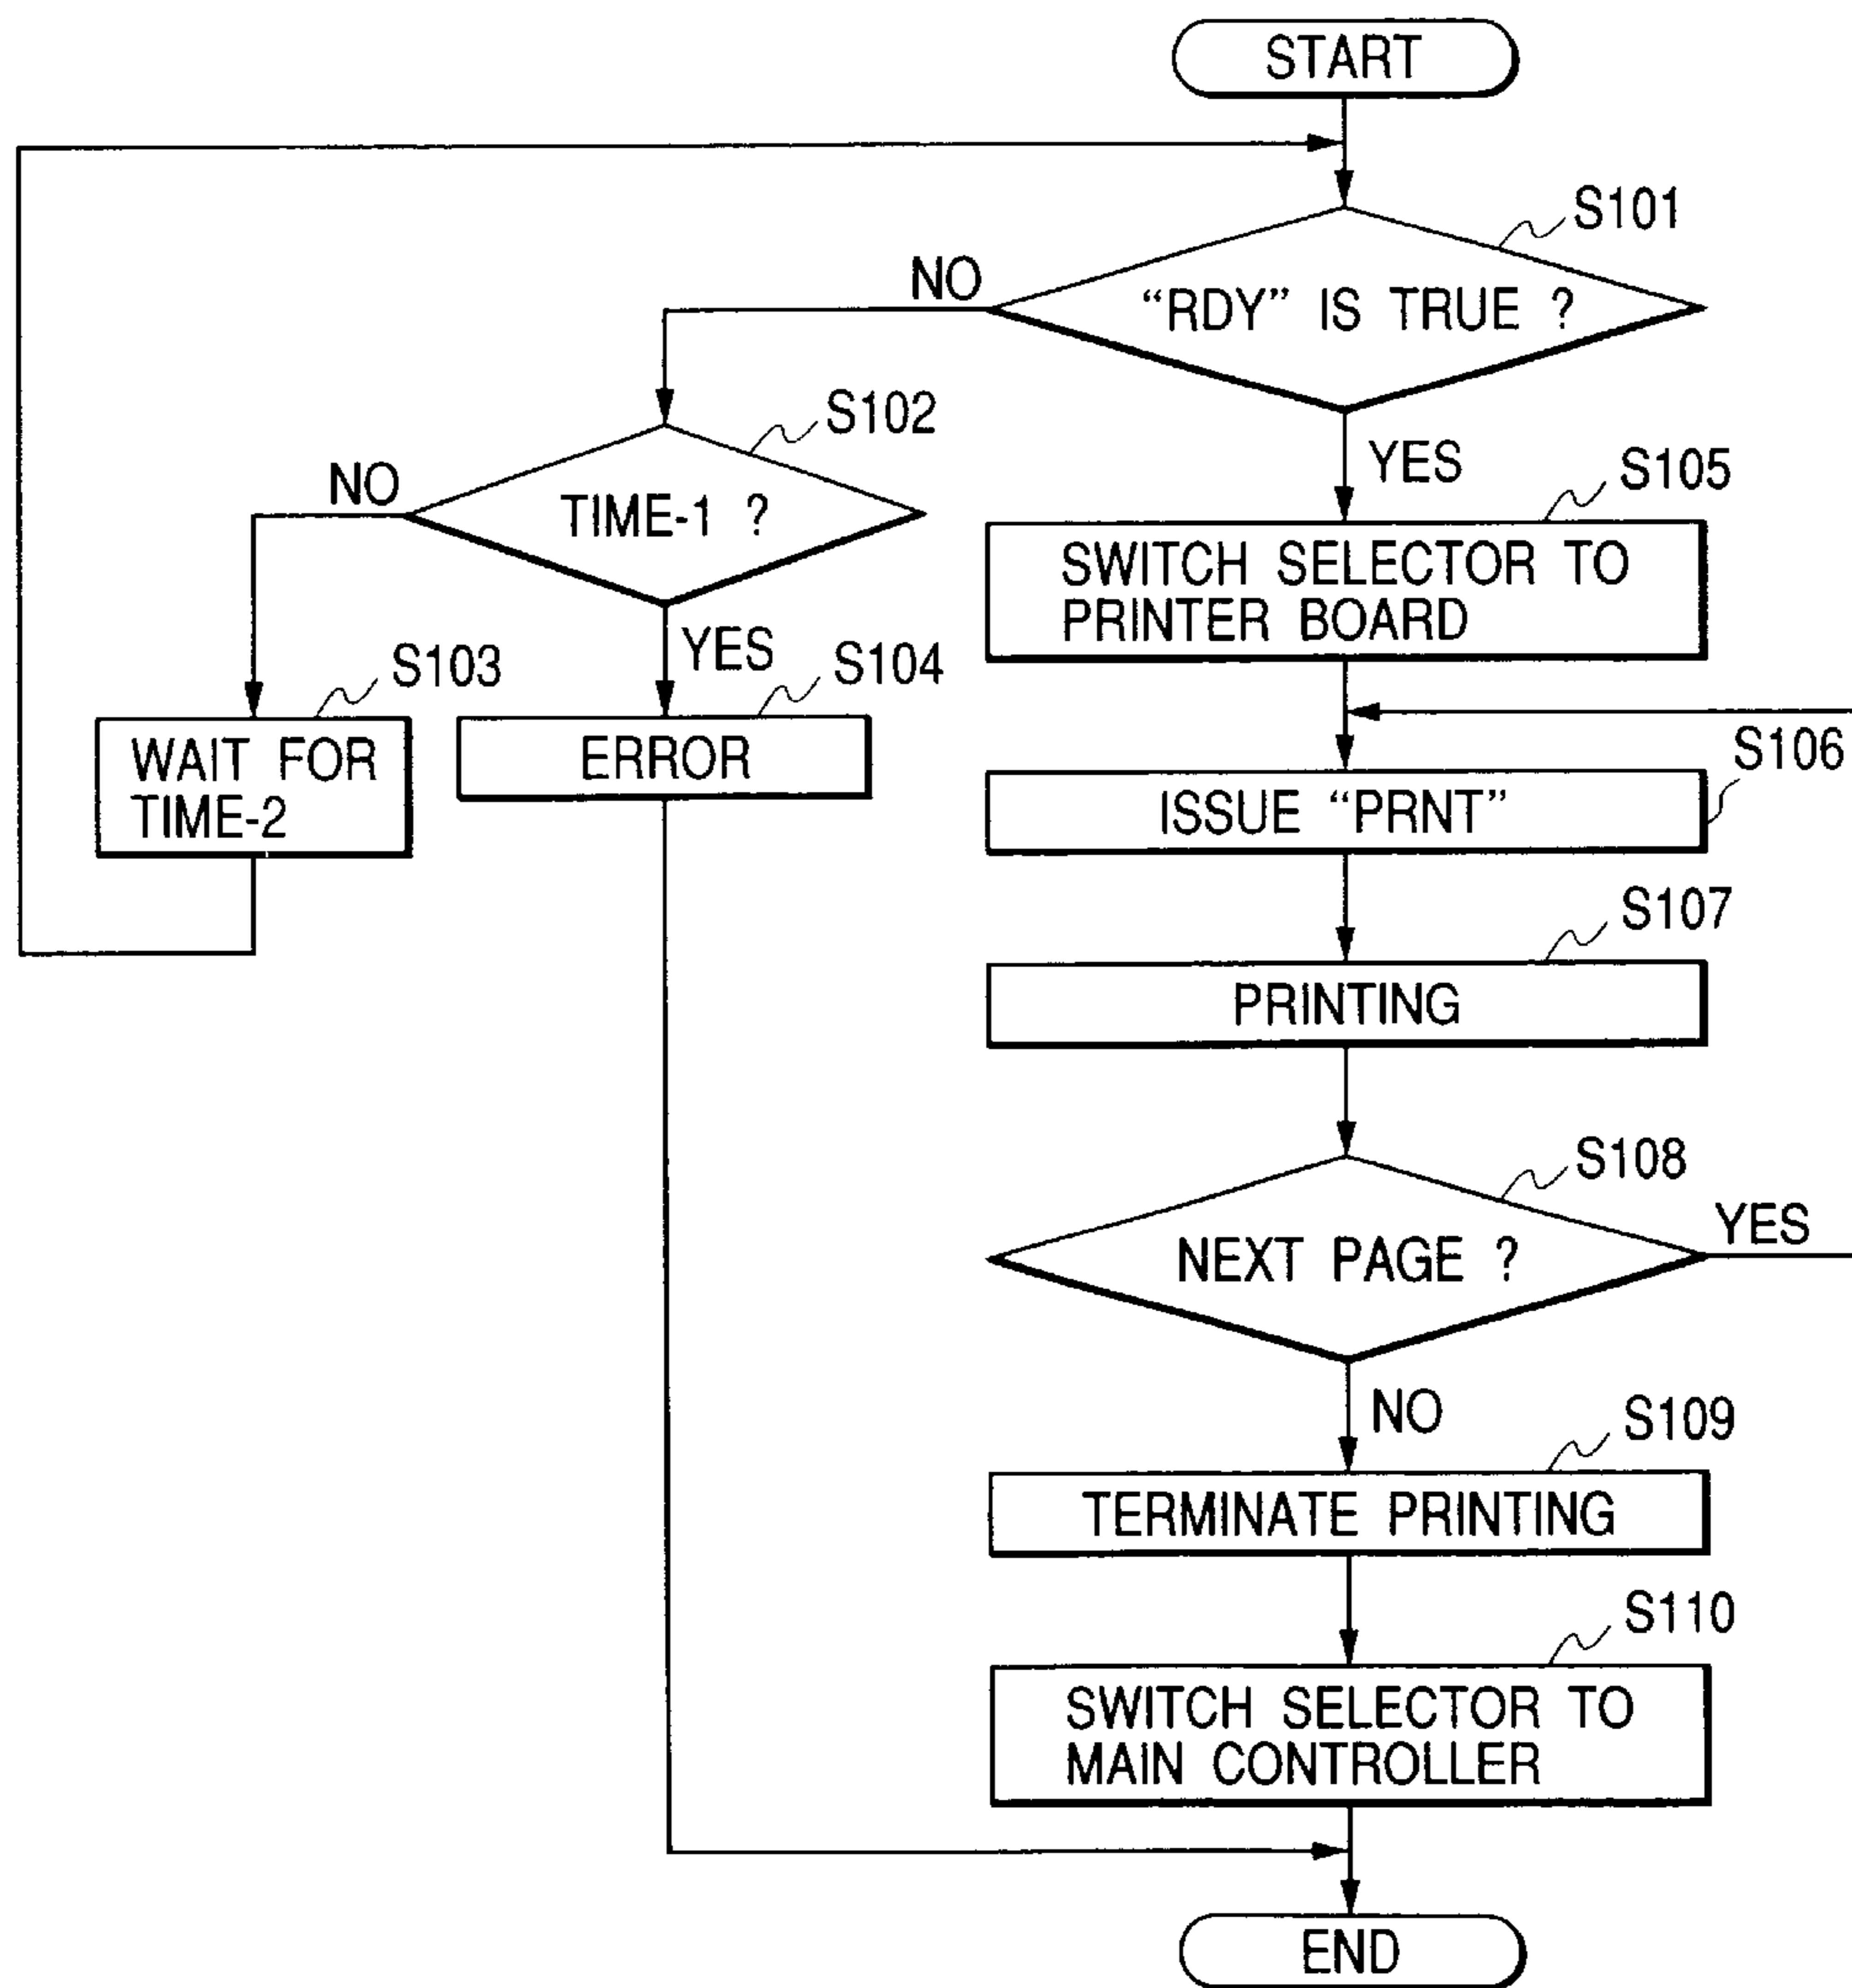 START
S101
NO
“RDY” IS TRUE ?
S102
YES
S105
NO
TIME-1 ?
SWITCH SELECTOR TO
PRINTER BOARD
YES
S103
S104
S106
WAIT FOR
TIME-2
ERROR
ISSUE “PRNT”
S107
PRINTING
S108
YES
NEXT PAGE ?
NO
S109
TERMINATE PRINTING
S110
SWITCH SELECTOR TO
MAIN CONTROLLER
END